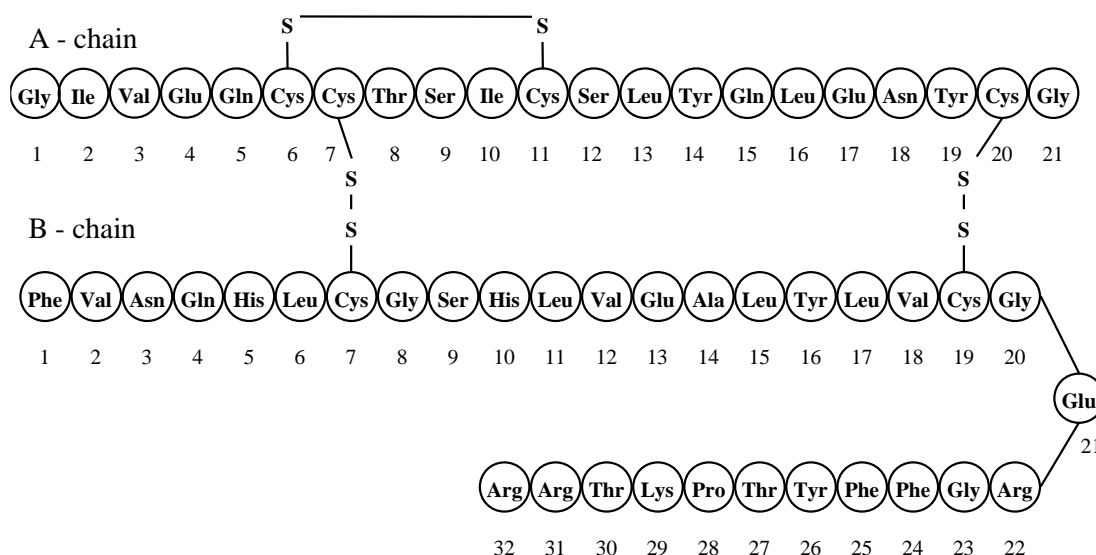 S S
A - chain
Gly Ile Val Glu Gln Cys Cys Thr Ser Ile Cys Ser Leu Tyr Gln Leu Glu Asn Tyr Cys Gly
1 2 3 4 5 6 7 8 9 10 11 12 13 14 15 16 17 18 19 20 21
S S
S S
B - chain
Phe Val Asn Gln His Leu Cys Gly Ser His Leu Val Glu Ala Leu Tyr Leu Val Cys Gly
1 2 3 4 5 6 7 8 9 10 11 12 13 14 15 16 17 18 19 20
Glu
21
Arg Arg Thr Lys Pro Thr Tyr Phe Phe Gly Arg
32 31 30 29 28 27 26 25 24 23 22